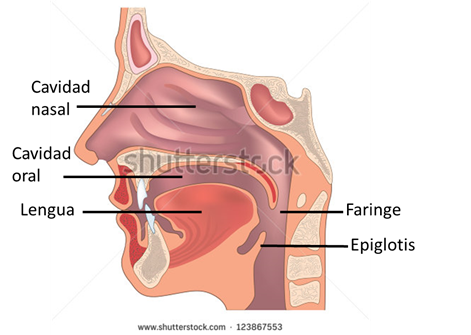 Cavidad
nasal
shutterstock
Cavidad
oral
Lengua
Faringe
Epiglotis
www.shutterstock.com · 123867553